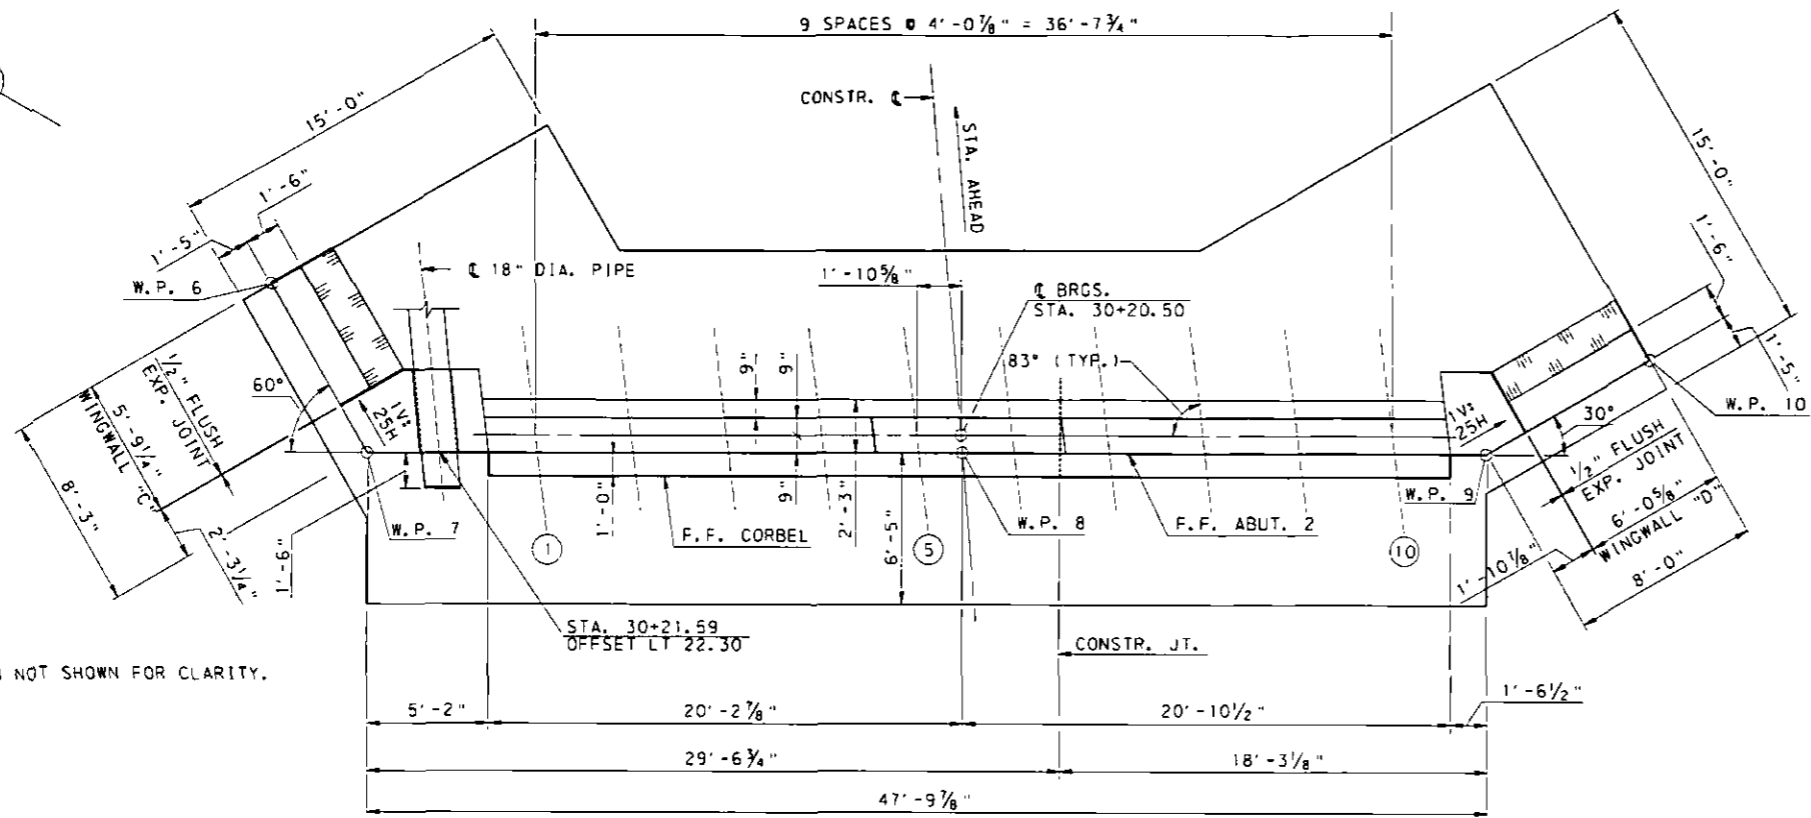 9 SPACES @ 4'-0⅞" = 36'-7¾"
15'-0"
CONSTR. ℄
STA. AHEAD
15'-0"
1'-6"
1'-5"
W.P. 6
℄ 18" DIA. PIPE
1'-10⅝"
℄ BRGS.
STA. 30+20.50
1'-6"
1'-5"
W.P. 10
½" FLUSH
EXP. JOINT
60°
1V:
25H
9"
9"
83° (TYP.)
1V:
25H
30°
5'-9¼"
WINGWALL "C"
8'-3"
2'-3¼"
1'-6"
W.P. 7
1
1'-0"
F.F. CORBEL
9"
2'-3"
6'-5"
5
W.P. 8
F.F. ABUT. 2
10
W.P. 9
½" FLUSH
EXP. JOINT
6'-0⅝"
WINGWALL "D"
1'-10⅞"
8'-0"
STA. 30+21.59
OFFSET LT 22.30
CONSTR. JT.
NOT SHOWN FOR CLARITY.
5'-2"
20'-2⅞"
20'-10½"
1'-6½"
29'-6¾"
18'-3⅛"
47'-9⅞"